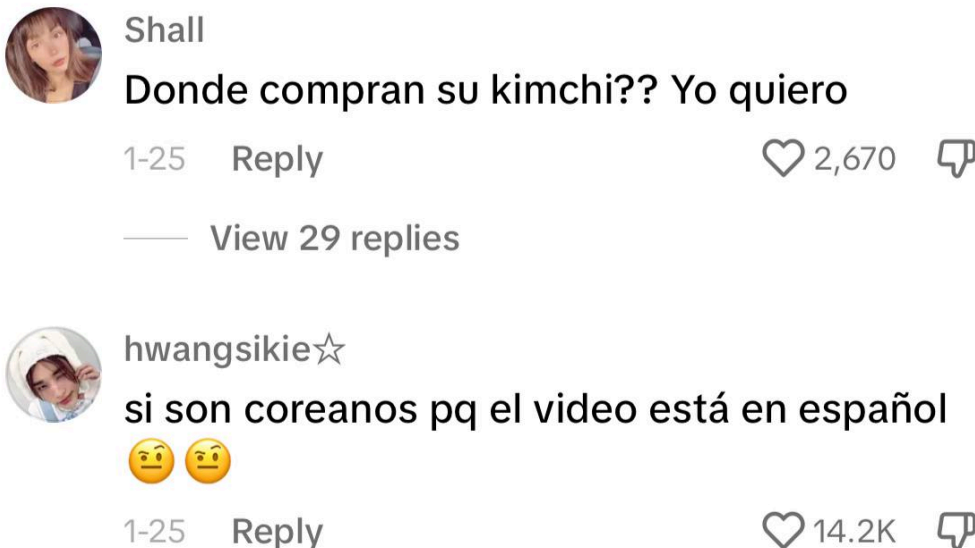 Shall
Donde compran su kimchi?? Yo quiero
1-25 Reply 2,670
View 29 replies
hwangsikie☆
si son coreanos pq el video está en español
🤨🤨
1-25 Reply 14.2K